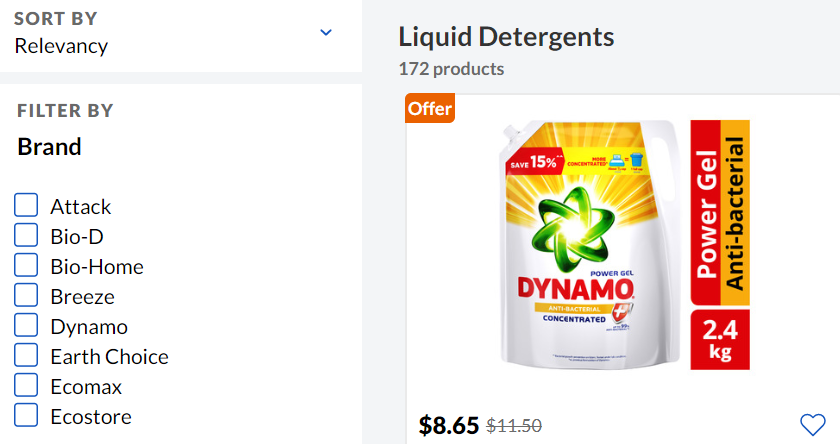 SORT BY
Relevancy
FILTER BY
Brand
Attack
Bio-D
Bio-Home
Breeze
Dynamo
Earth Choice
Ecomax
Ecostore
Liquid Detergents
172 products
Offer
SAVE 15%
MORE
CONCENTRATED
POWER GEL
DYNAMO
ANTI-BACTERIAL
CONCENTRATED
Power Gel
Anti-bacterial
2.4
kg
$8.65 $11.50